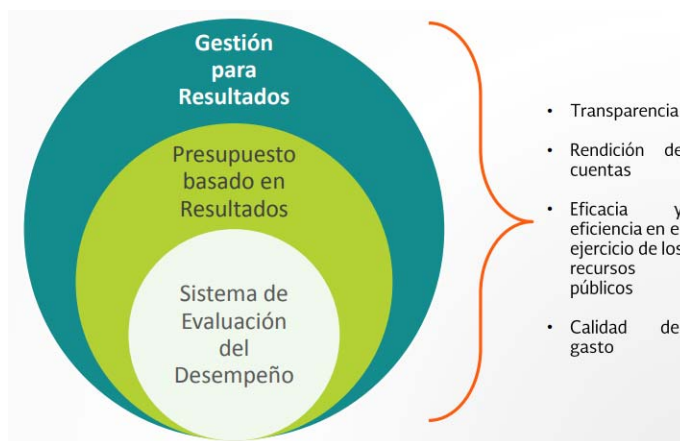 Gestión
para
Resultados
Presupuesto
basado en
Resultados
Sistema de
Evaluación
del
Desempeño
• Transparencia
• Rendición de
cuentas
• Eficacia y
eficiencia en e
ejercicio de los
recursos
públicos
• Calidad de
gasto